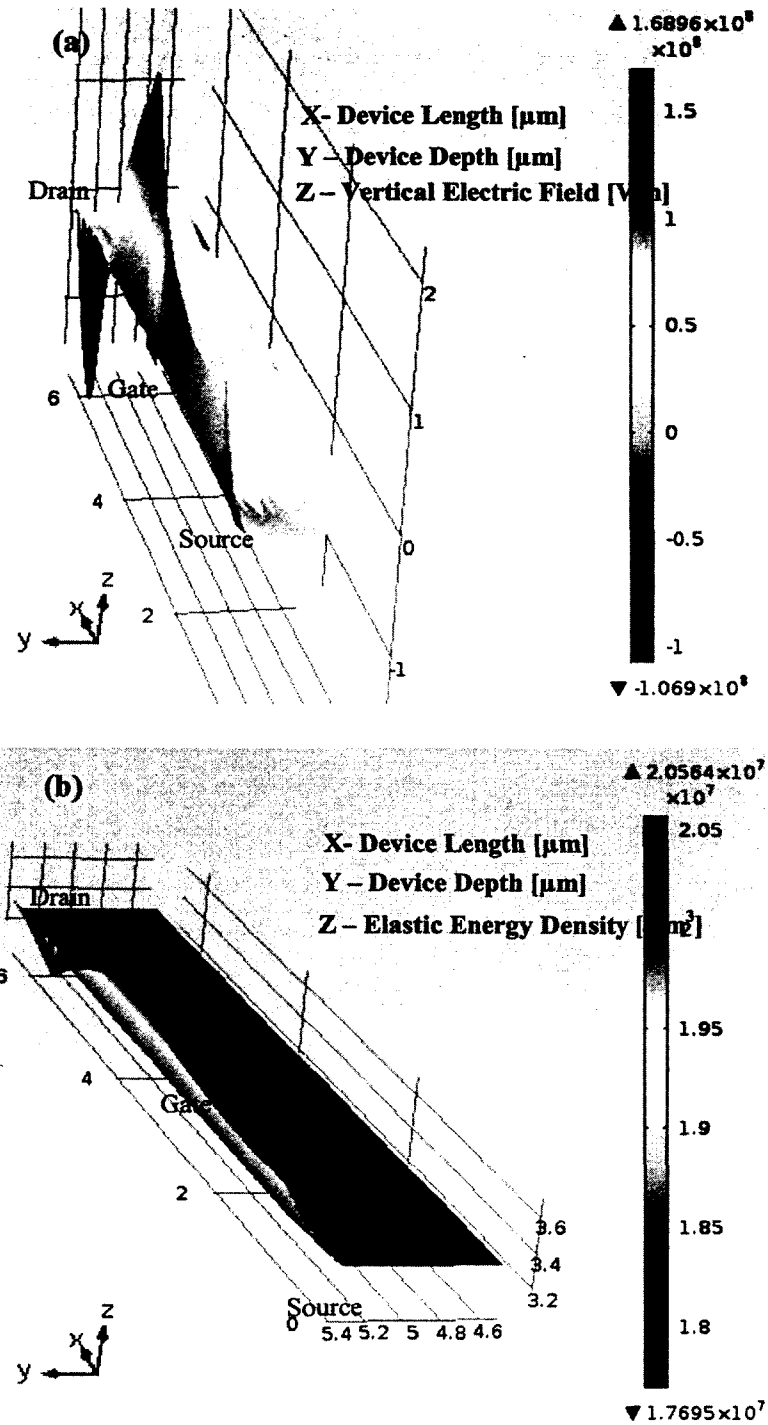 (a)
▲ 1.6896×10⁸
×10⁸
X- Device Length [µm]
Y – Device Depth [µm]
Z – Vertical Electric Field [V m]
Drain
Gate
Source
6
4
2
2
1
0
-1
1.5
1
0.5
0
-0.5
-1
▼ -1.069×10⁸
z
x
y
(b)
▲ 2.0564×10⁷
×10⁷
X- Device Length [µm]
Y – Device Depth [µm]
Z – Elastic Energy Density [ m³]
Drain
Gate
Source
6
4
2
0
5.4 5.2 5 4.8 4.6
3.6
3.4
3.2
2.05
2
1.95
1.9
1.85
1.8
▼ 1.7695×10⁷
z
x
y